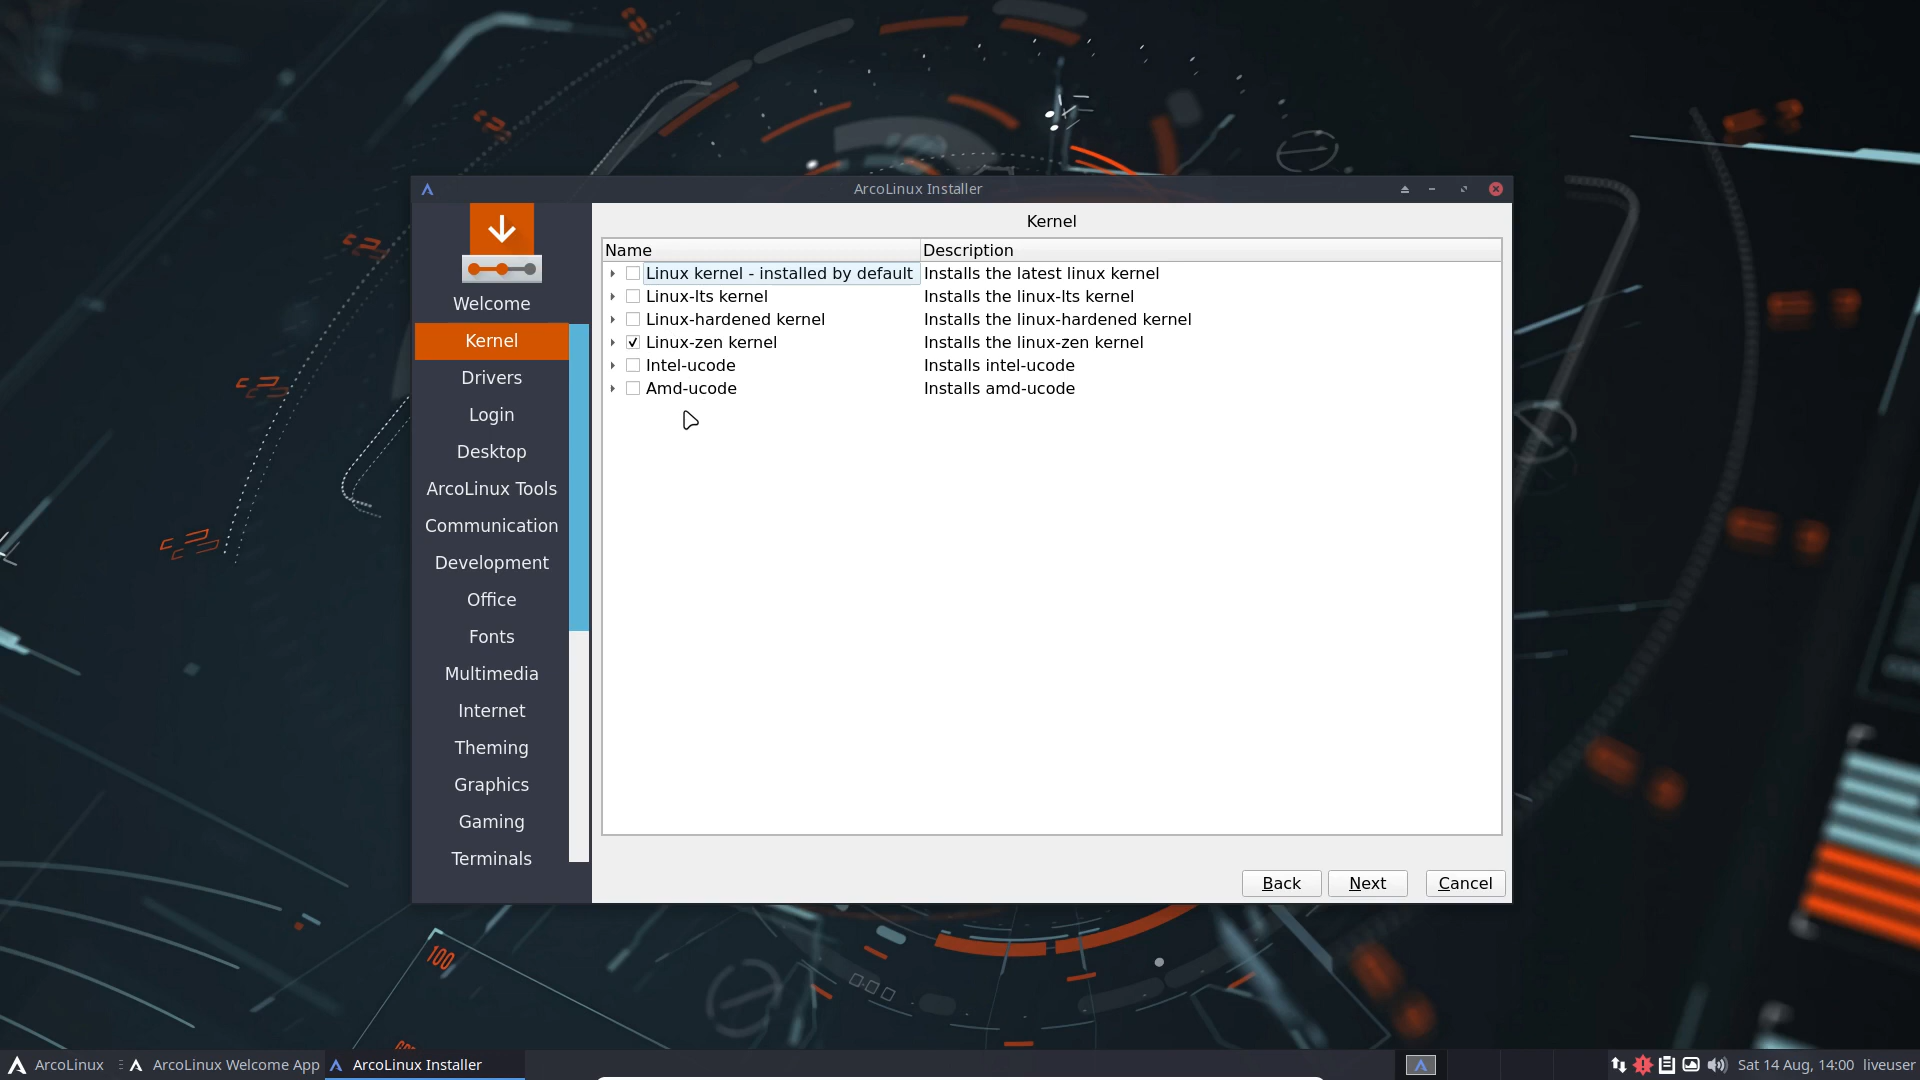 ArcoLinux Installer
Welcome
Kernel
Drivers
Login
Desktop
ArcoLinux Tools
Communication
Development
Office
Fonts
Multimedia
Internet
Theming
Graphics
Gaming
Terminals
Kernel
Name Description
Linux kernel - installed by default Installs the latest linux kernel
Linux-lts kernel Installs the linux-lts kernel
Linux-hardened kernel Installs the linux-hardened kernel
Linux-zen kernel Installs the linux-zen kernel
Intel-ucode Installs intel-ucode
Amd-ucode Installs amd-ucode
Back Next Cancel
100
ArcoLinux ArcoLinux Welcome App ArcoLinux Installer Sat 14 Aug, 14:00 liveuser